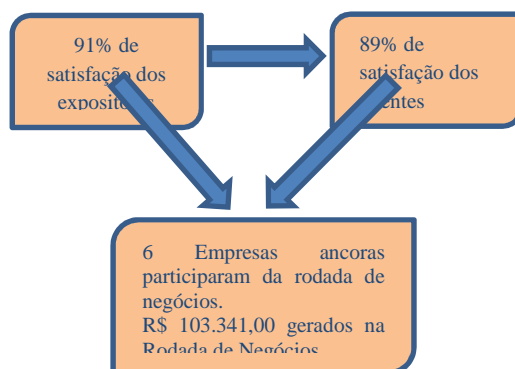 91% de
satisfação dos
89% de
satisfação dos
6 Empresas ancoras
participaram da rodada de
negócios.
R$ 103.341,00 gerados na
Rodada de Negócios